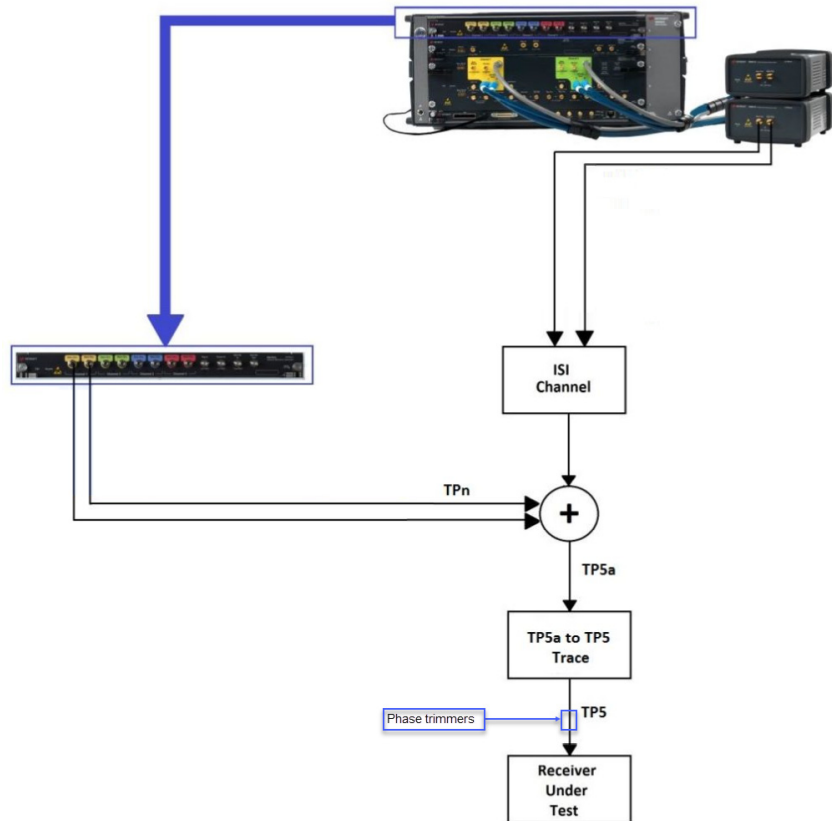 ISI
Channel
TPn
+
TP5a
TP5a to TP5
Trace
Phase trimmers
TP5
Receiver
Under
Test